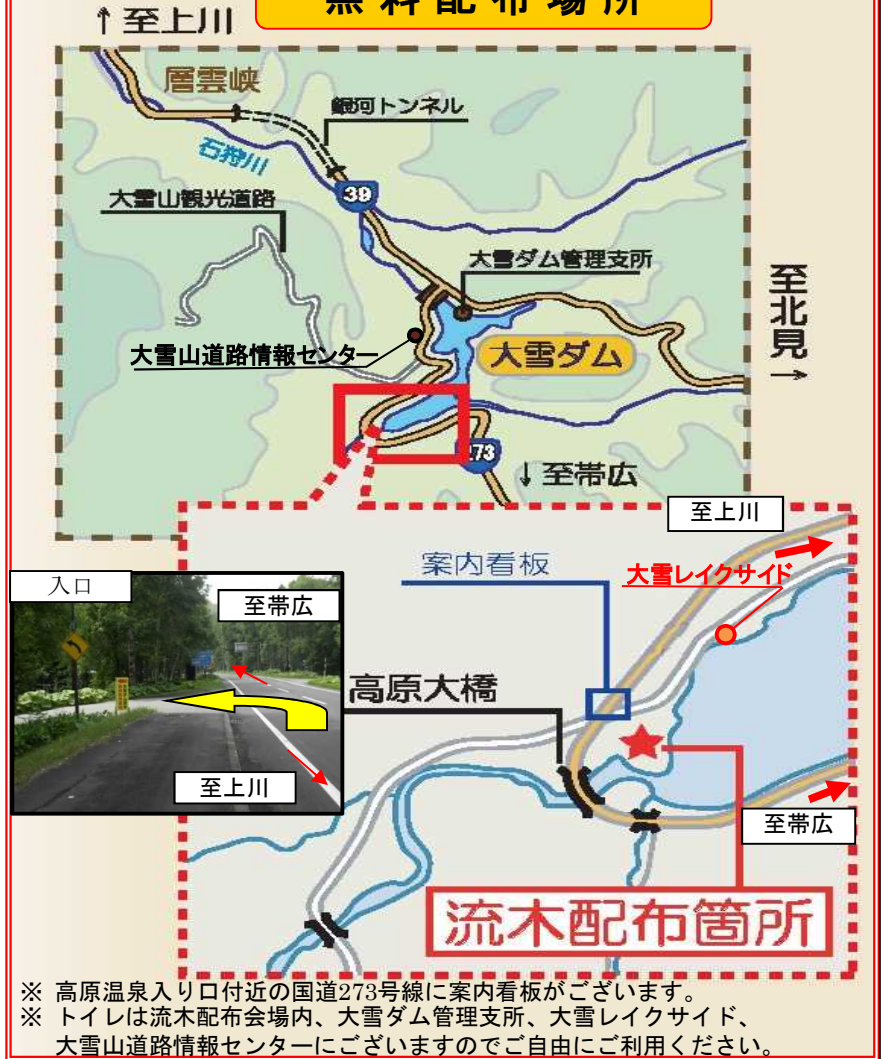 無料配布場所
↑至上川
層雲峡
銀河トンネル
石狩川
39
大雪山観光道路
大雪ダム管理支所
至北見→
大雪山道路情報センター
大雪ダム
273
↓至帯広
至上川
案内看板
大雪レイクサイド
入口
至帯広
高原大橋
至上川
至帯広
流木配布箇所
※ 高原温泉入り口付近の国道273号線に案内看板がございます。
※ トイレは流木配布会場内、大雪ダム管理支所、大雪レイクサイド、
大雪山道路情報センターにございますのでご自由にご利用ください。